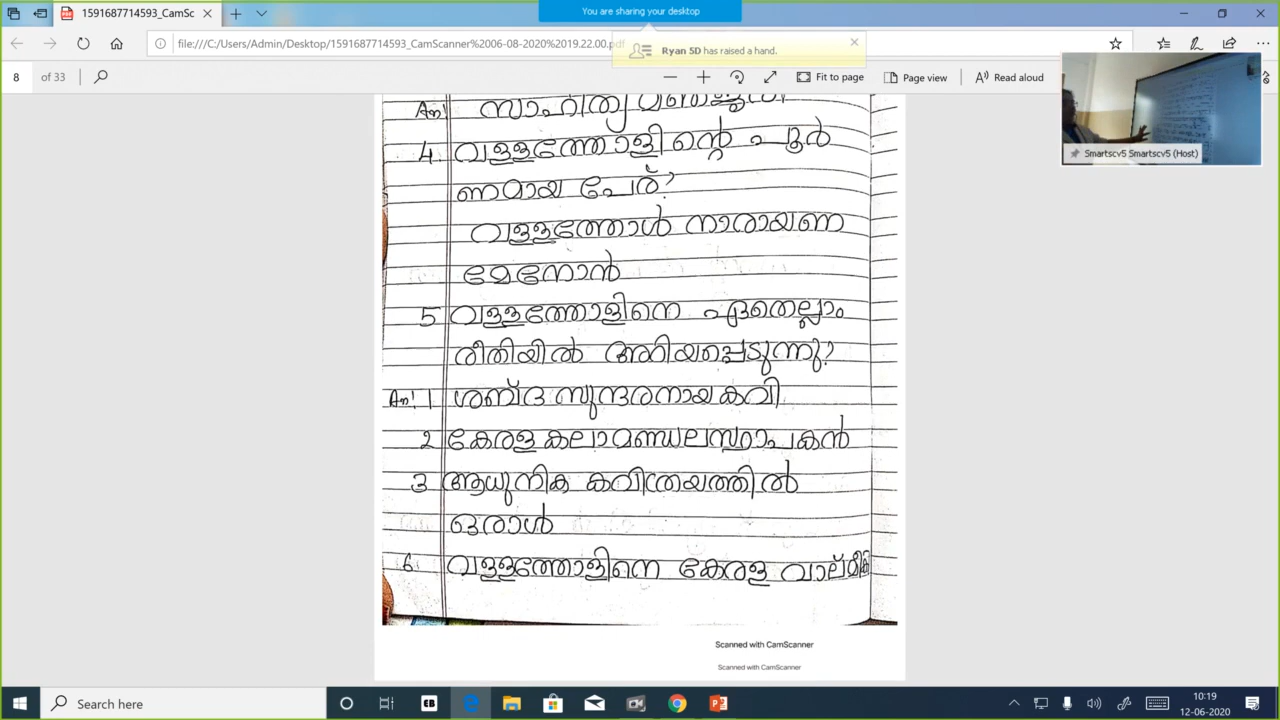 1591687714593_CamSc
You are sharing your desktop
file:///C:/Users/Admin/Desktop/1591687714593_CamScanner%2006-08-2020%2019.22.00.pdf
Ryan 5D has raised a hand.
8 of 33
Fit to page
Page view
Read aloud
Smartscv5 Smartscv5 (Host)
An
4 വള്ളത്തോളിന്റെ പൂർ
ണമായ പേര്?
വള്ളത്തോൾ നാരായണ
മേനോൻ
5 വള്ളത്തോളിനെ ഏതെല്ലാം
രീതിയിൽ അറിയപ്പെടുന്നു?
An: 1 ശബ്ദ സുന്ദരനായ കവി
2 കേരള കലാമണ്ഡലസ്ഥാപകൻ
3 ആധുനിക കവിത്രയത്തിൽ
ഒരാൾ
6. വള്ളത്തോളിനെ കേരള വാല്മീകി
Scanned with CamScanner
Scanned with CamScanner
Search here
10:19
12-06-2020